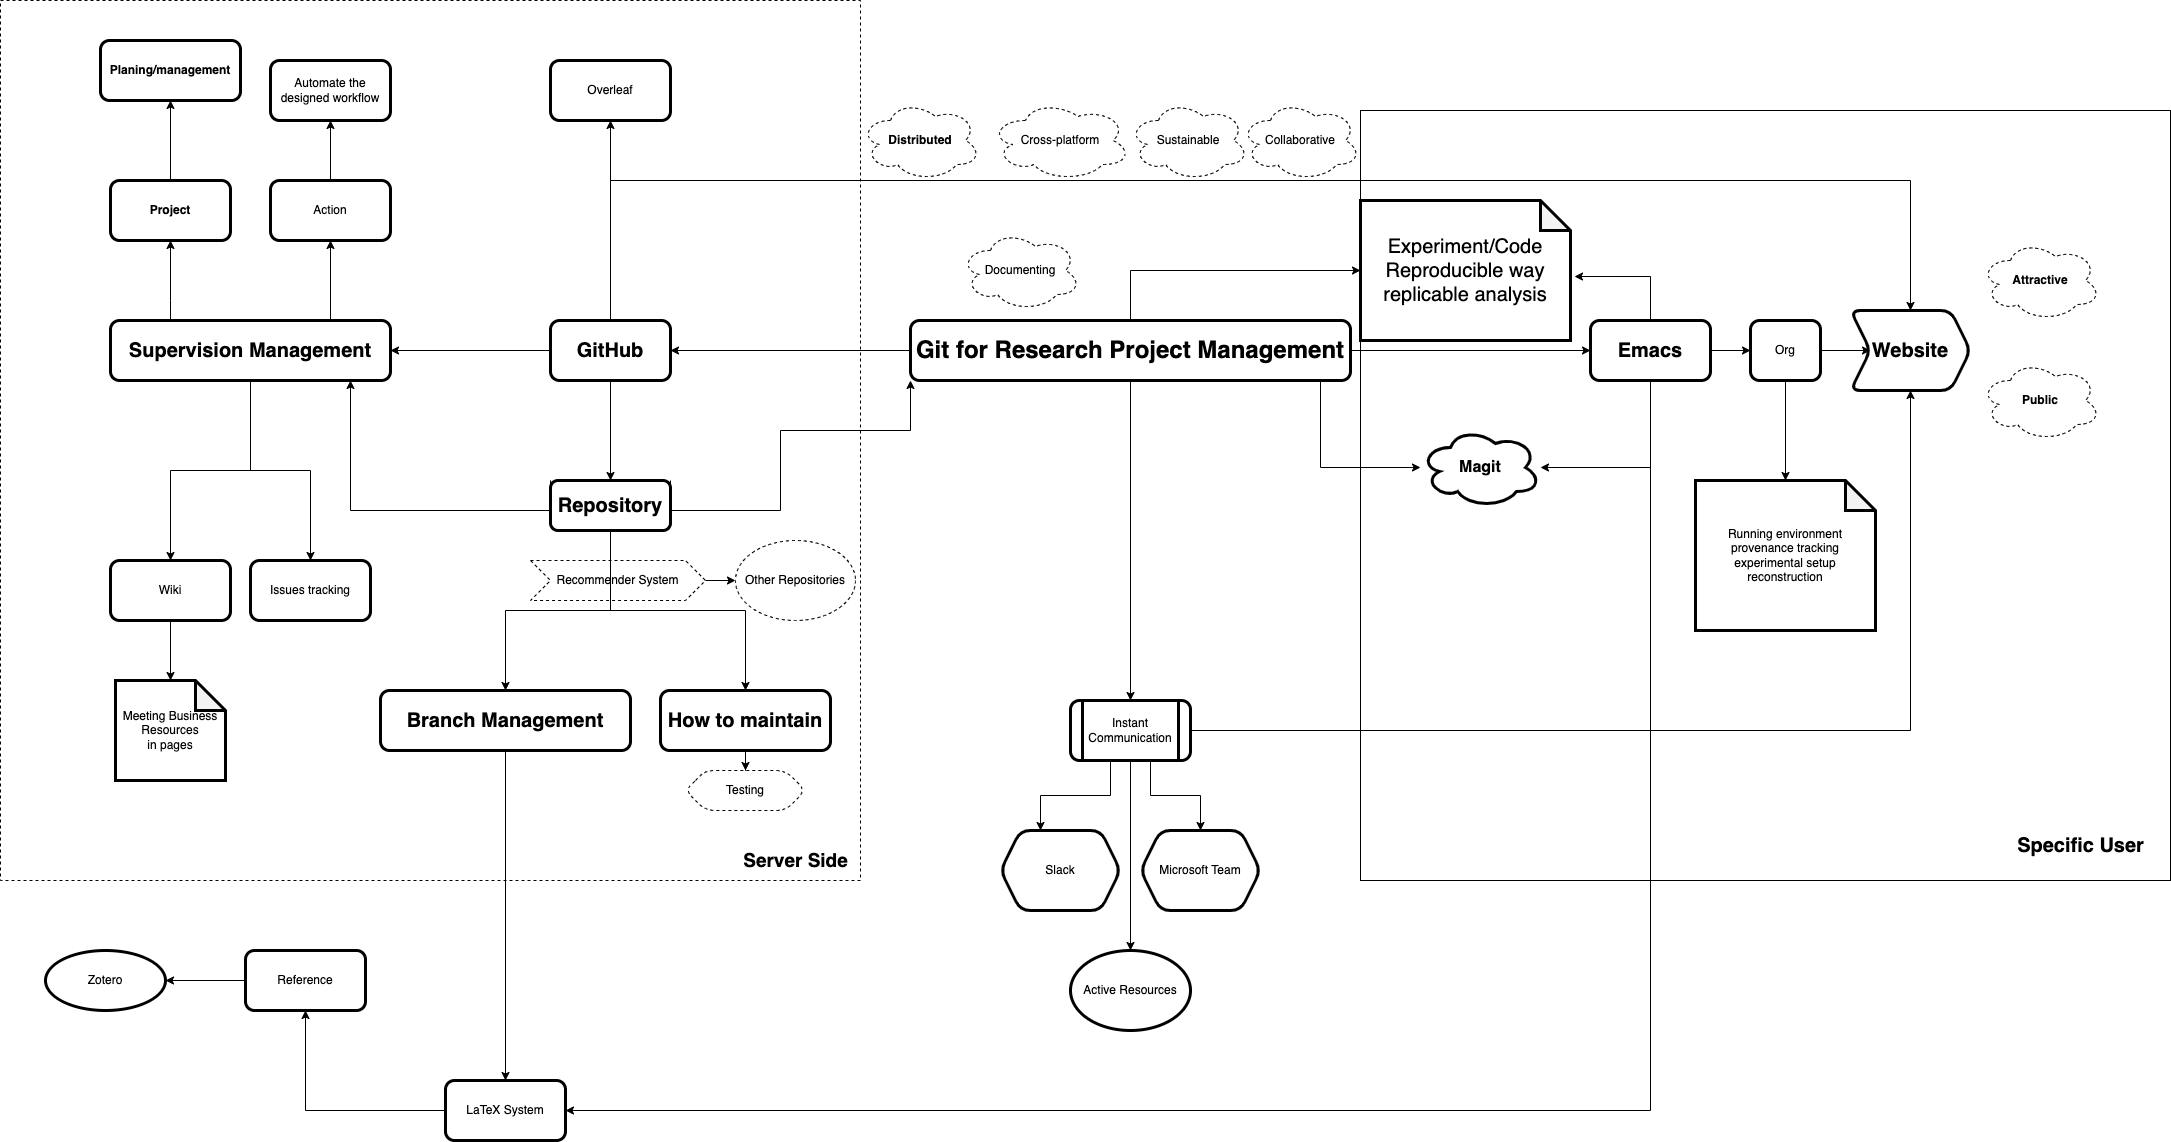 Planing/management
Automate the
designed workflow
Overleaf
Distributed
Cross-platform
Sustainable
Collaborative
Project
Action
Experiment/Code
Reproducible way
replicable analysis
Documenting
Attractive
Supervision Management
GitHub
Git for Research Project Management
Emacs
Org
Website
Public
Magit
Repository
Running environment
provenance tracking
experimental setup
reconstruction
Wiki
Issues tracking
Recommender System
Other Repositories
Meeting Business
Resources
in pages
Branch Management
How to maintain
Instant
Communication
Testing
Server Side
Specific User
Slack
Microsoft Team
Zotero
Reference
Active Resources
LaTeX System